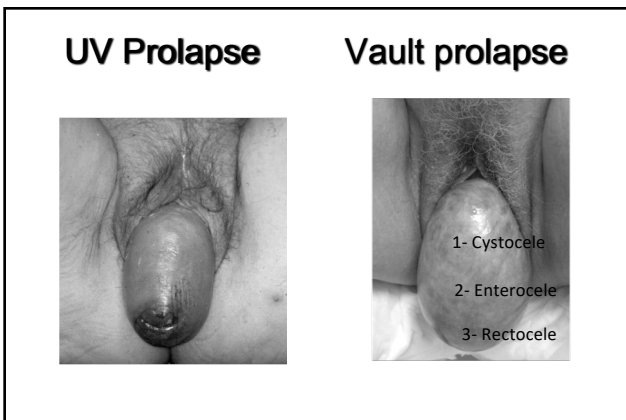 UV Prolapse
Vault prolapse
1- Cystocele
2- Enterocele
3- Rectocele